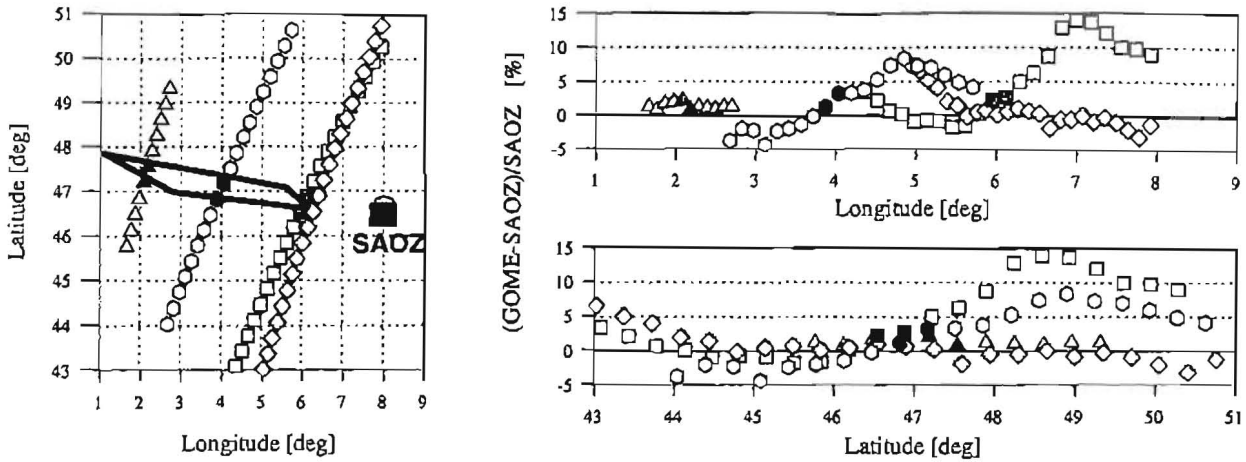 51
50
49
48
47
46
45
44
43
Latitude [deg]
SAOZ
1 2 3 4 5 6 7 8 9
Longitude [deg]
(GOME-SAOZ)/SAOZ [%]
15
10
5
0
-5
1 2 3 4 5 6 7 8 9
Longitude [deg]
15
10
5
0
-5
43 44 45 46 47 48 49 50 51
Latitude [deg]